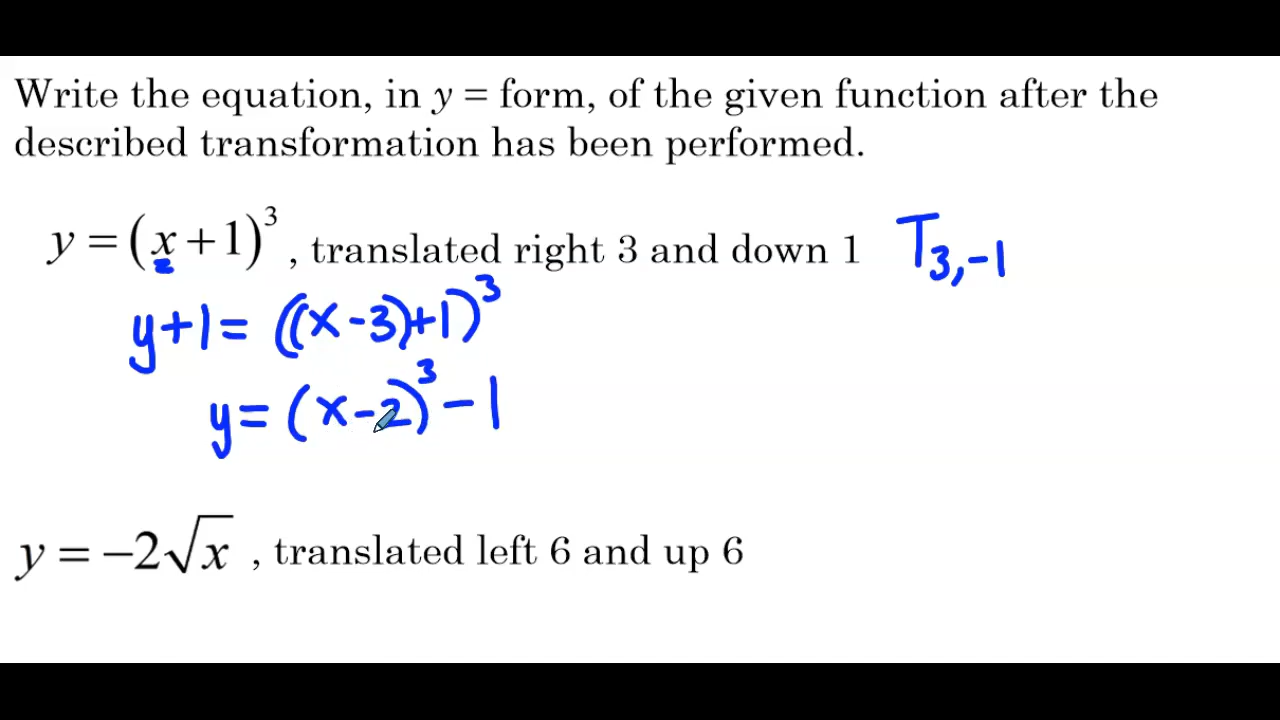 Write the equation, in y = form, of the given function after the
described transformation has been performed.
y = (x + 1)³ , translated right 3 and down 1 T₃,₋₁
y+1 = ((x-3)+1)³
y = (x-2)³ - 1
y = −2√x , translated left 6 and up 6